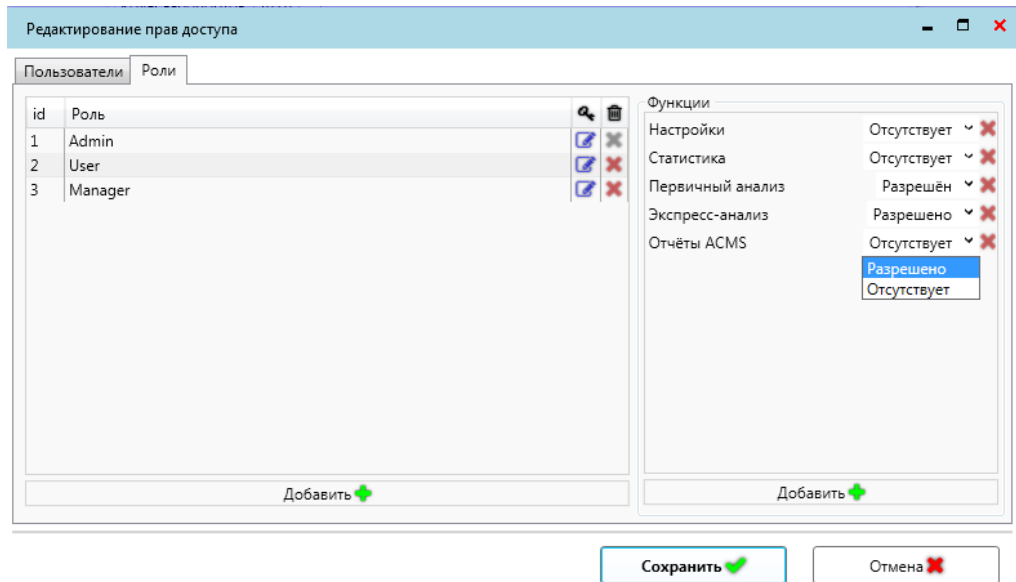 Редактирование прав доступа
Пользователи Роли
id Роль
1 Admin
2 User
3 Manager
Добавить
Функции
Настройки Отсутствует
Статистика Отсутствует
Первичный анализ Разрешён
Экспресс-анализ Разрешено
Отчёты ACMS Отсутствует
Разрешено
Отсутствует
Добавить
Сохранить Отмена